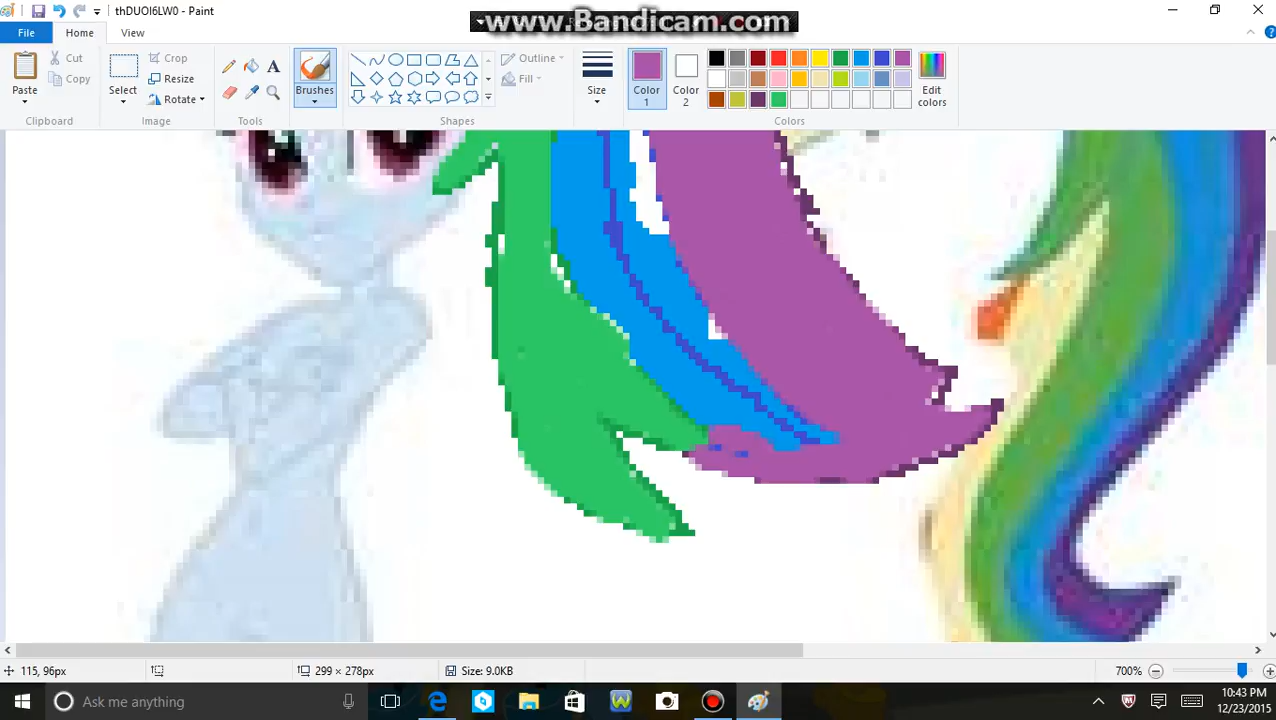 thDUOI6LW0 - Paint
www.Bandicam.com
File
Home
View
Paste
Cut
Copy
Clipboard
Select
Crop
Resize
Rotate
Image
Tools
Brushes
Shapes
Outline
Fill
Size
Color 1
Color 2
Edit colors
Colors
115, 96px
299 × 278px
Size: 9.0KB
700%
Ask me anything
10:43 PM
12/23/2015